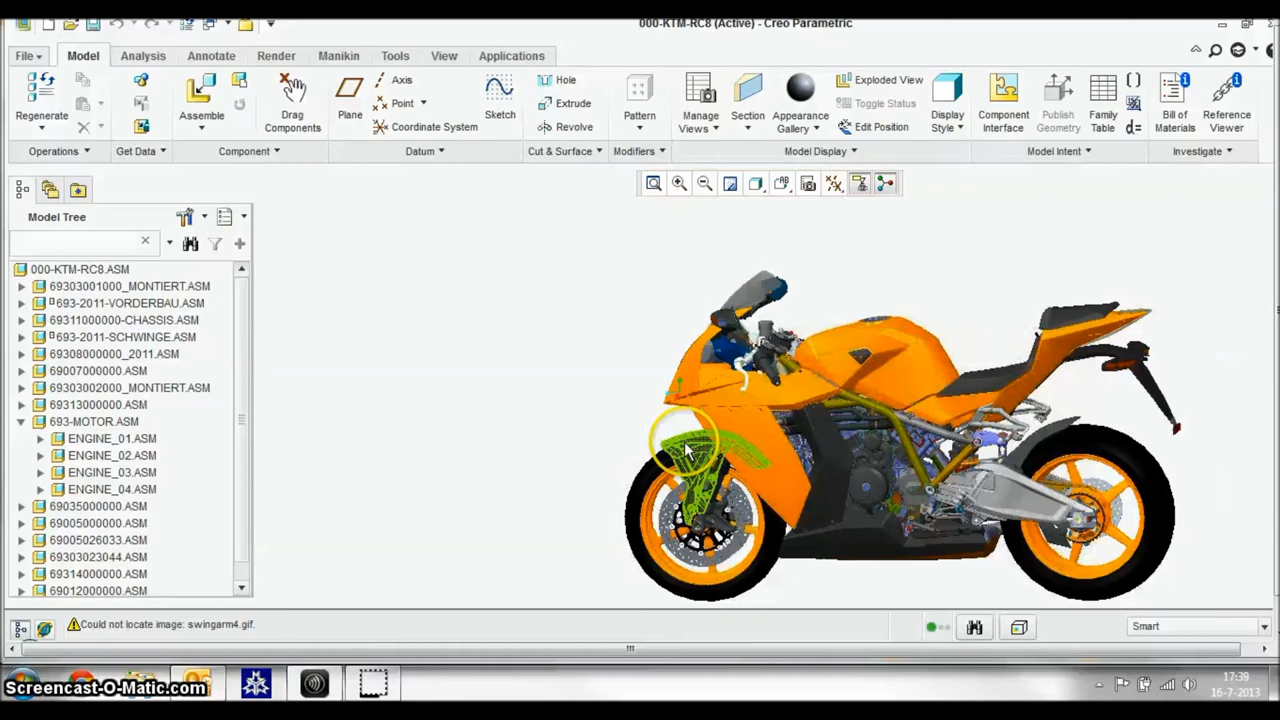 000-KTM-RC8 (Active) - Creo Parametric
File
Model
Analysis
Annotate
Render
Manikin
Tools
View
Applications
Regenerate
Assemble
Drag
Components
Plane
Axis
Point
Coordinate System
Sketch
Hole
Extrude
Revolve
Pattern
Manage
Views
Section
Appearance
Gallery
Exploded View
Toggle Status
Edit Position
Display
Style
Component
Interface
Publish
Geometry
Family
Table
Bill of
Materials
Reference
Viewer
Operations
Get Data
Component
Datum
Cut & Surface
Modifiers
Model Display
Model Intent
Investigate
Model Tree
000-KTM-RC8.ASM
69303001000_MONTIERT.ASM
693-2011-VORDERBAU.ASM
69311000000-CHASSIS.ASM
693-2011-SCHWINGE.ASM
69308000000_2011.ASM
69007000000.ASM
69303002000_MONTIERT.ASM
69313000000.ASM
693-MOTOR.ASM
ENGINE_01.ASM
ENGINE_02.ASM
ENGINE_03.ASM
ENGINE_04.ASM
69035000000.ASM
69005000000.ASM
69005026033.ASM
69303023044.ASM
69314000000.ASM
69012000000.ASM
Could not locate image: swingarm4.gif.
Smart
Screencast-O-Matic.com
17:39
16-7-2013